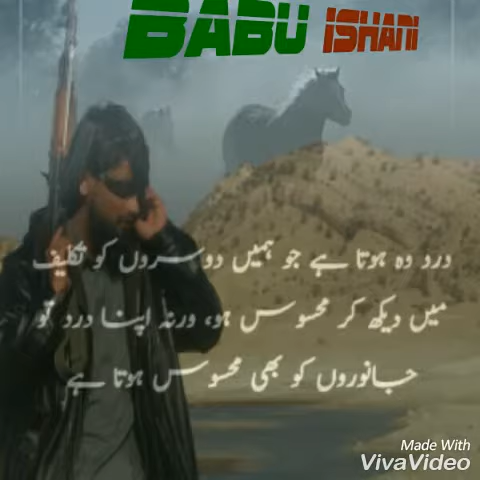 BABU ISHANI
درد وہ ہوتا ہے جو ہمیں دوسروں کو تکلیف
میں دیکھ کر محسوس ہو، ورنہ اپنا درد تو
جانوروں کو بھی محسوس ہوتا ہے
Made With
VivaVideo